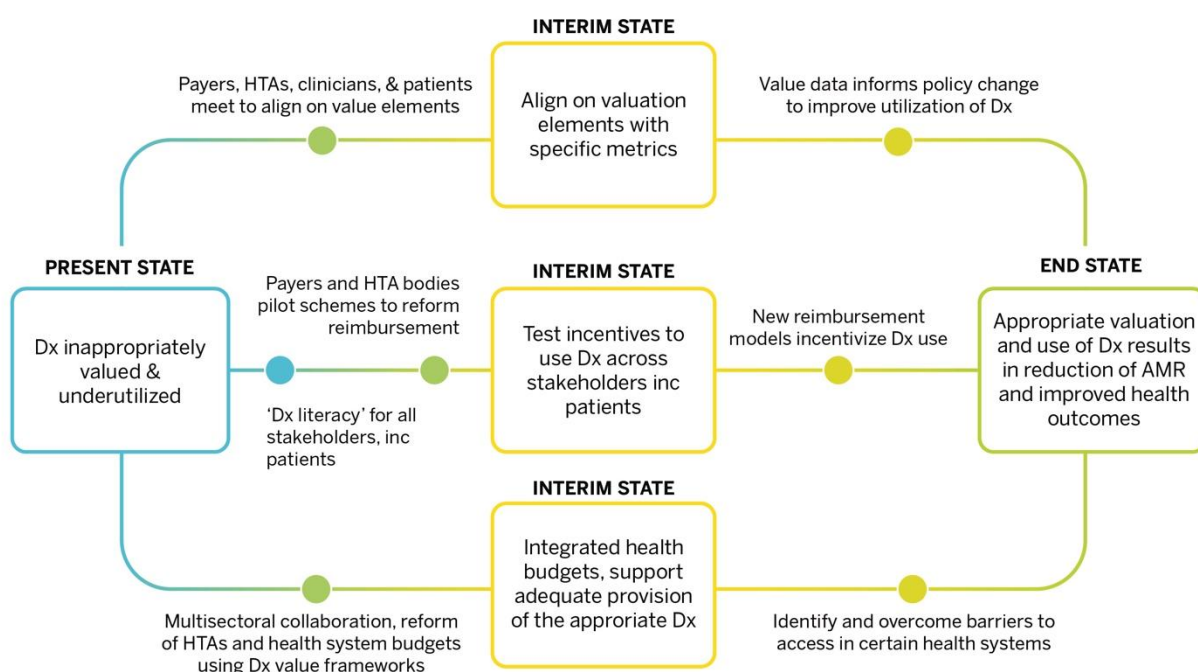 INTERIM STATE
Payers, HTAs, clinicians, & patients
meet to align on value elements
Align on valuation
elements with
specific metrics
Value data informs policy change
to improve utilization of Dx
PRESENT STATE
Dx inappropriately
valued &
underutilized
Payers and HTA bodies
pilot schemes to reform
reimbursement
‘Dx literacy’ for all
stakeholders, inc
patients
INTERIM STATE
Test incentives to
use Dx across
stakeholders inc
patients
New reimbursement
models incentivize Dx use
END STATE
Appropriate valuation
and use of Dx results
in reduction of AMR
and improved health
outcomes
INTERIM STATE
Integrated health
budgets, support
adequate provision
of the approriate Dx
Multisectoral collaboration, reform
of HTAs and health system budgets
using Dx value frameworks
Identify and overcome barriers to
access in certain health systems